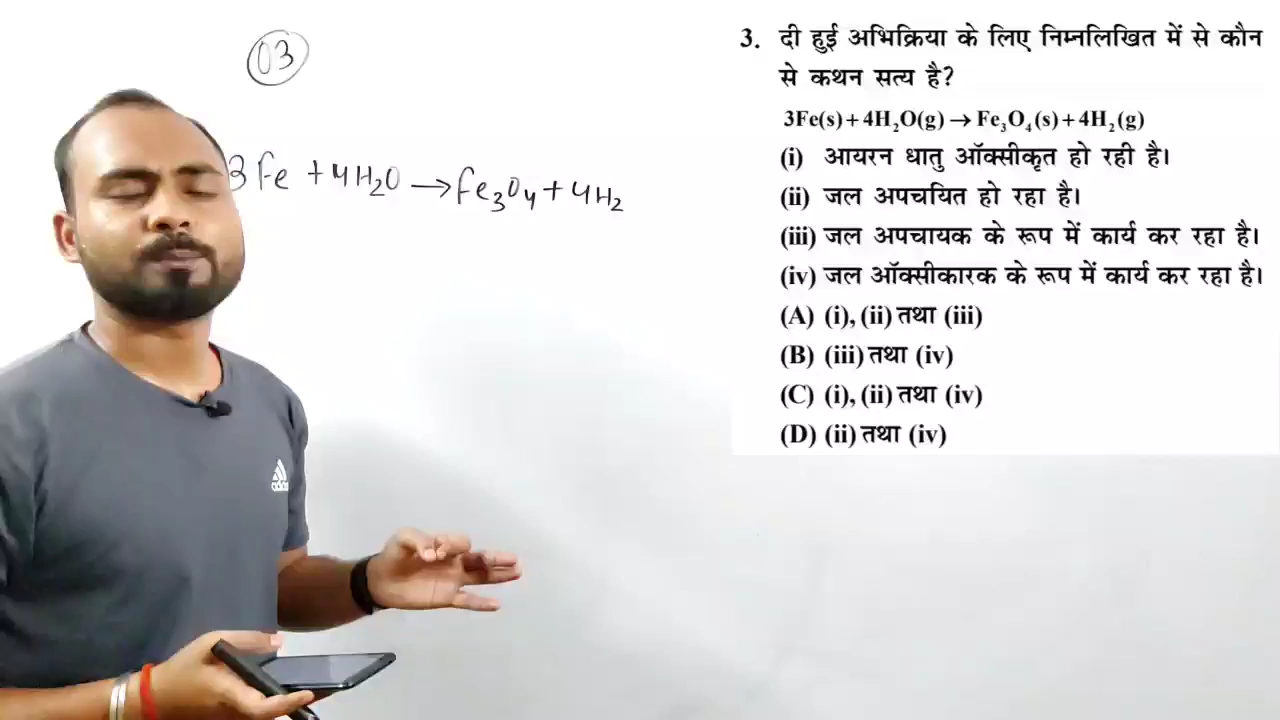 03
3Fe + 4H₂O → Fe₃O₄ + 4H₂
adidas
3. दी हुई अभिक्रिया के लिए निम्नलिखित में से कौन
से कथन सत्य है?
3Fe(s) + 4H₂O(g) → Fe₃O₄(s) + 4H₂(g)
(i) आयरन धातु ऑक्सीकृत हो रही है।
(ii) जल अपचयित हो रहा है।
(iii) जल अपचायक के रूप में कार्य कर रहा है।
(iv) जल ऑक्सीकारक के रूप में कार्य कर रहा है।
(A) (i), (ii) तथा (iii)
(B) (iii) तथा (iv)
(C) (i), (ii) तथा (iv)
(D) (ii) तथा (iv)